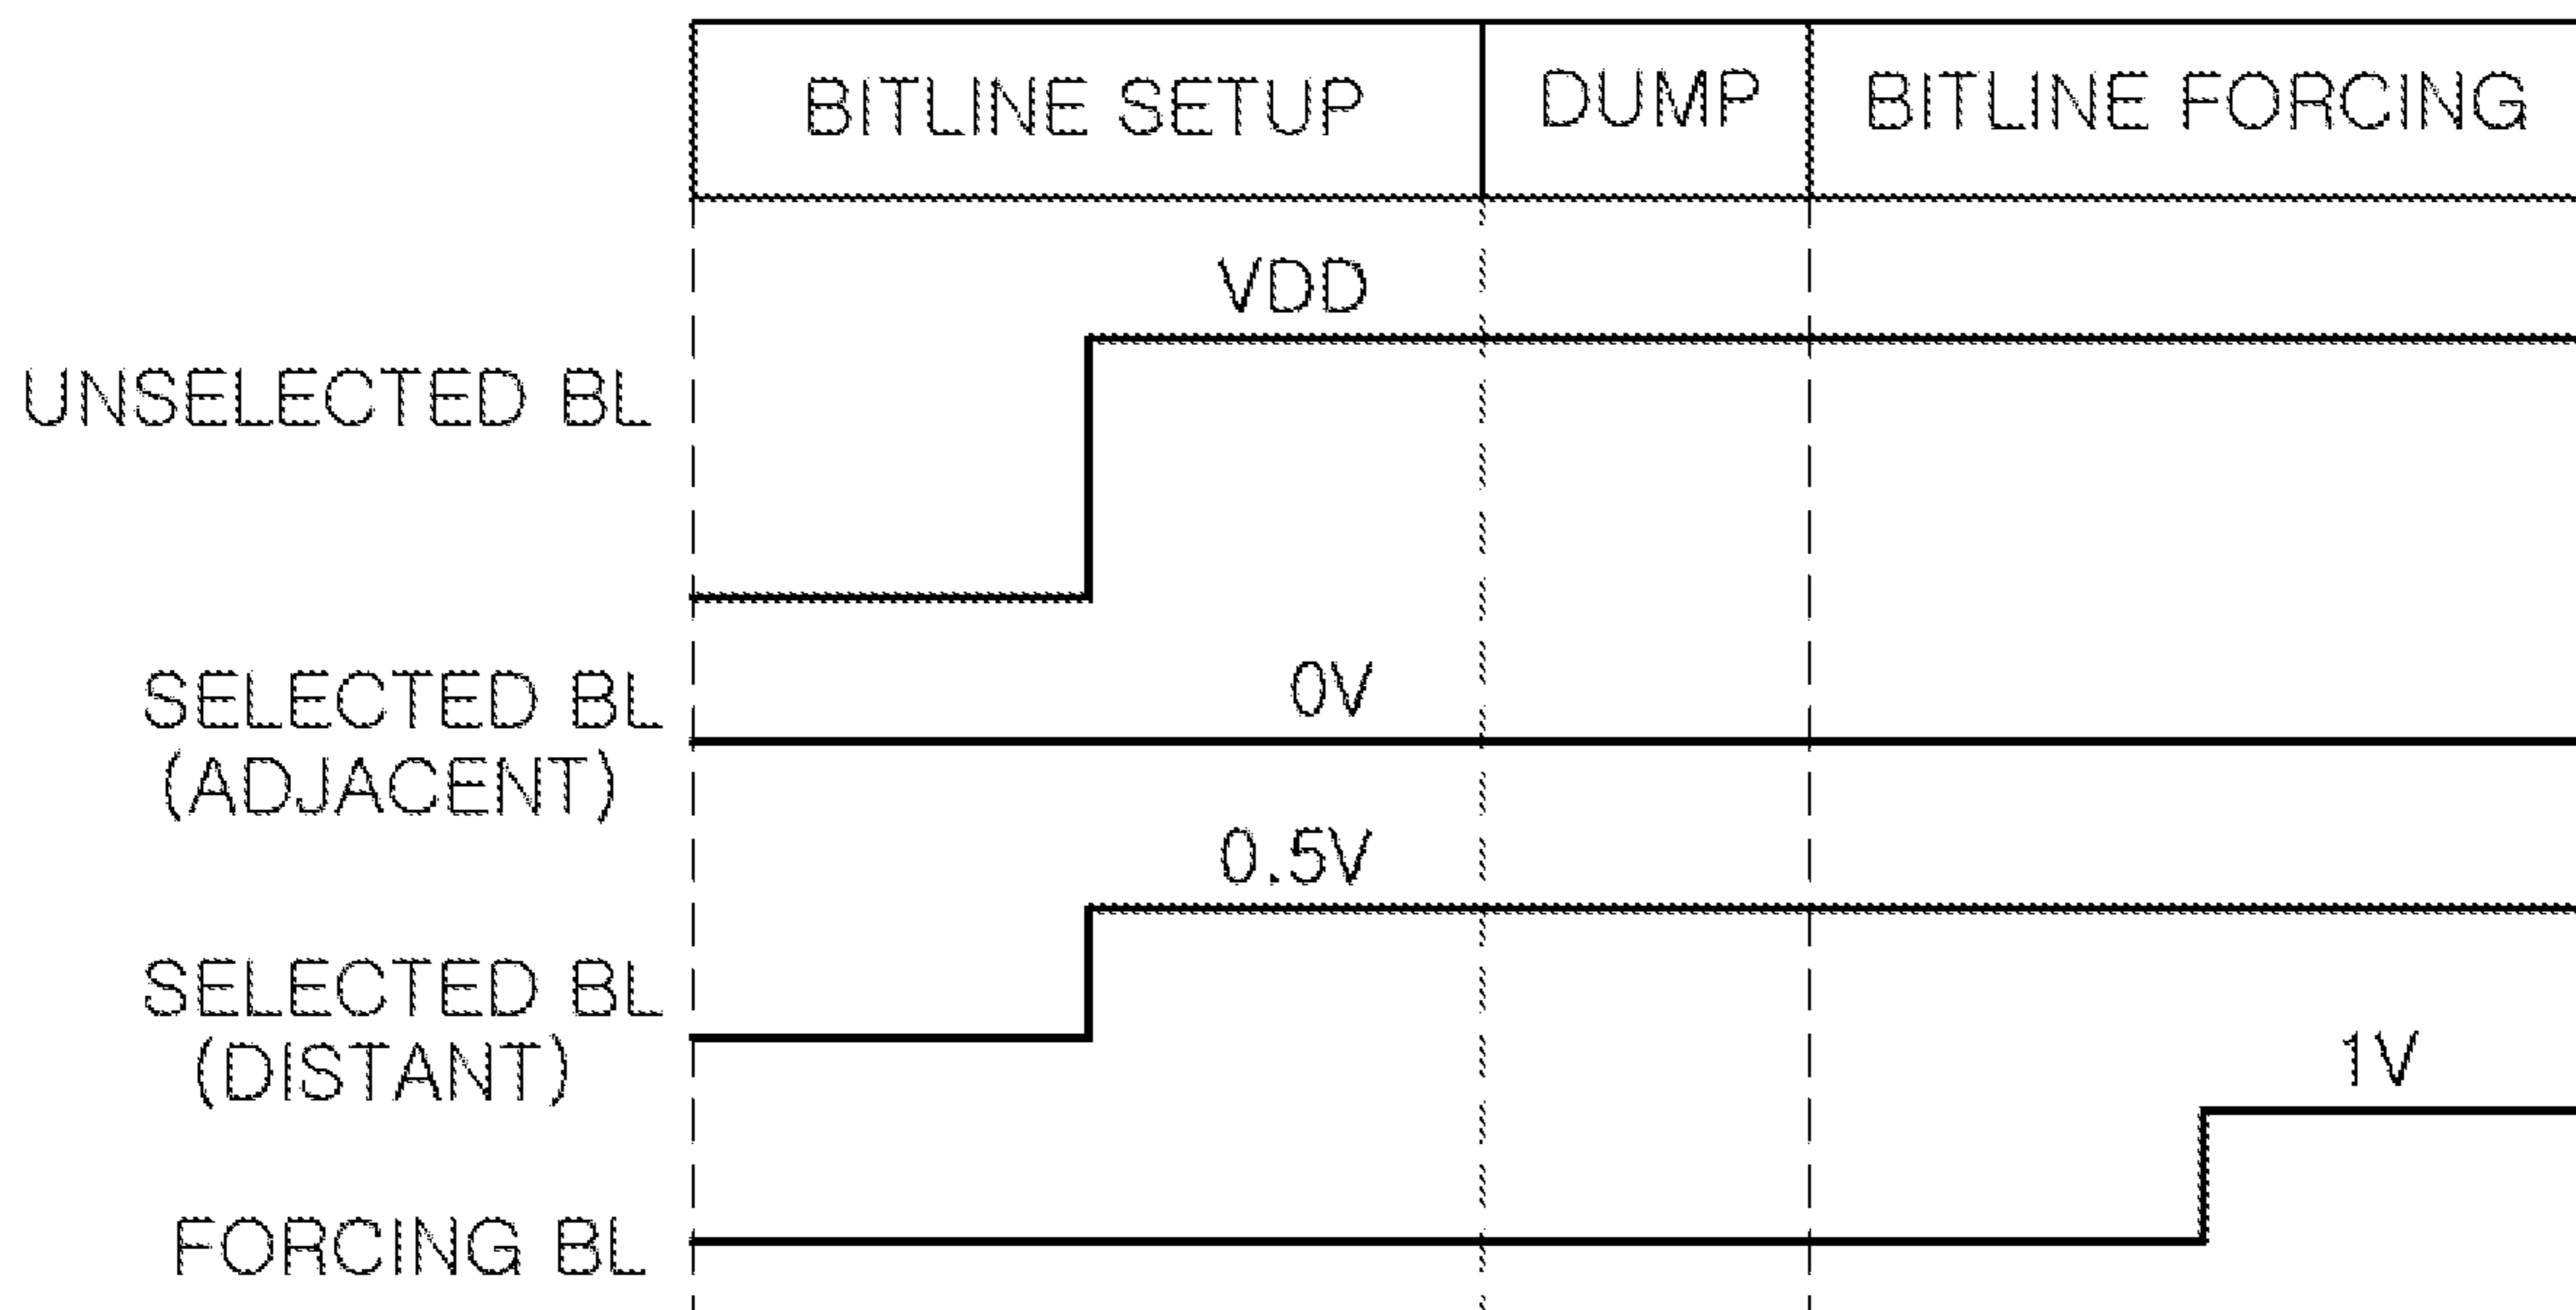 BITLINE SETUP
DUMP
BITLINE FORCING
VDD
UNSELECTED BL
0V
SELECTED BL
(ADJACENT)
0.5V
SELECTED BL
(DISTANT)
1V
FORCING BL